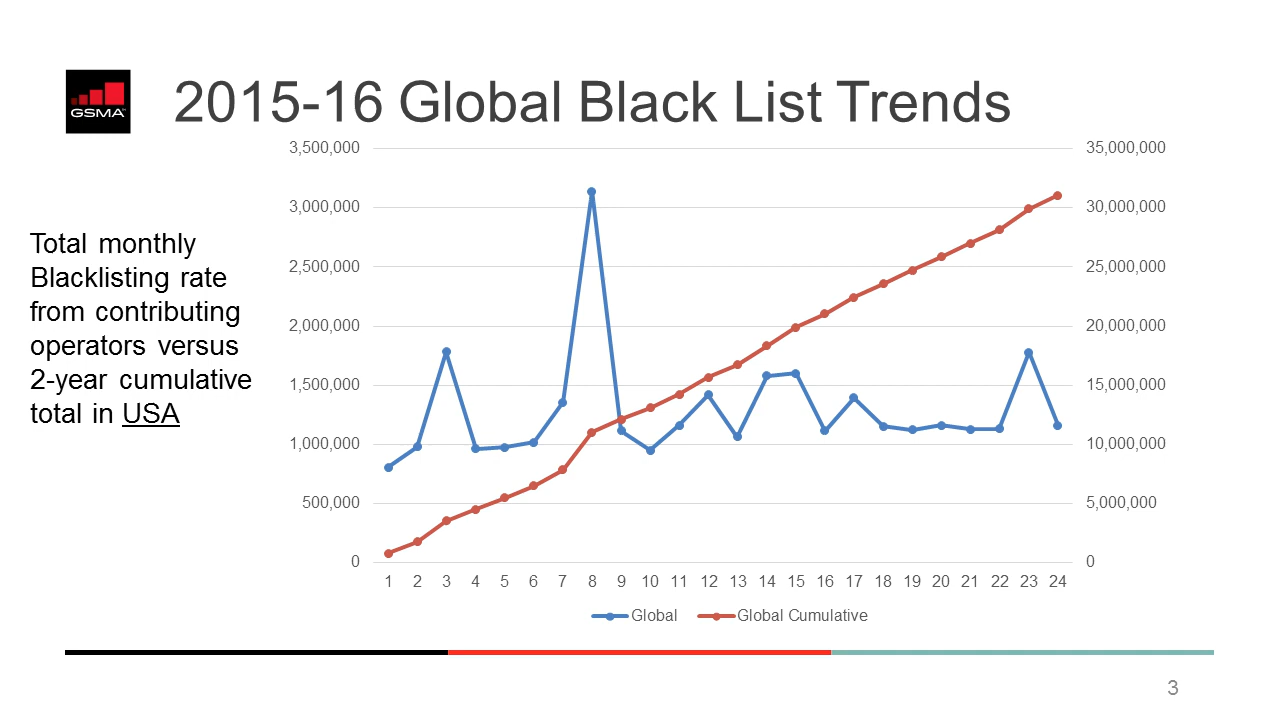 GSMA
2015-16 Global Black List Trends
Total monthly
Blacklisting rate
from contributing
operators versus
2-year cumulative
total in USA
3,500,000
3,000,000
2,500,000
2,000,000
1,500,000
1,000,000
500,000
0
35,000,000
30,000,000
25,000,000
20,000,000
15,000,000
10,000,000
5,000,000
0
1 2 3 4 5 6 7 8 9 10 11 12 13 14 15 16 17 18 19 20 21 22 23 24
Global Global Cumulative
3